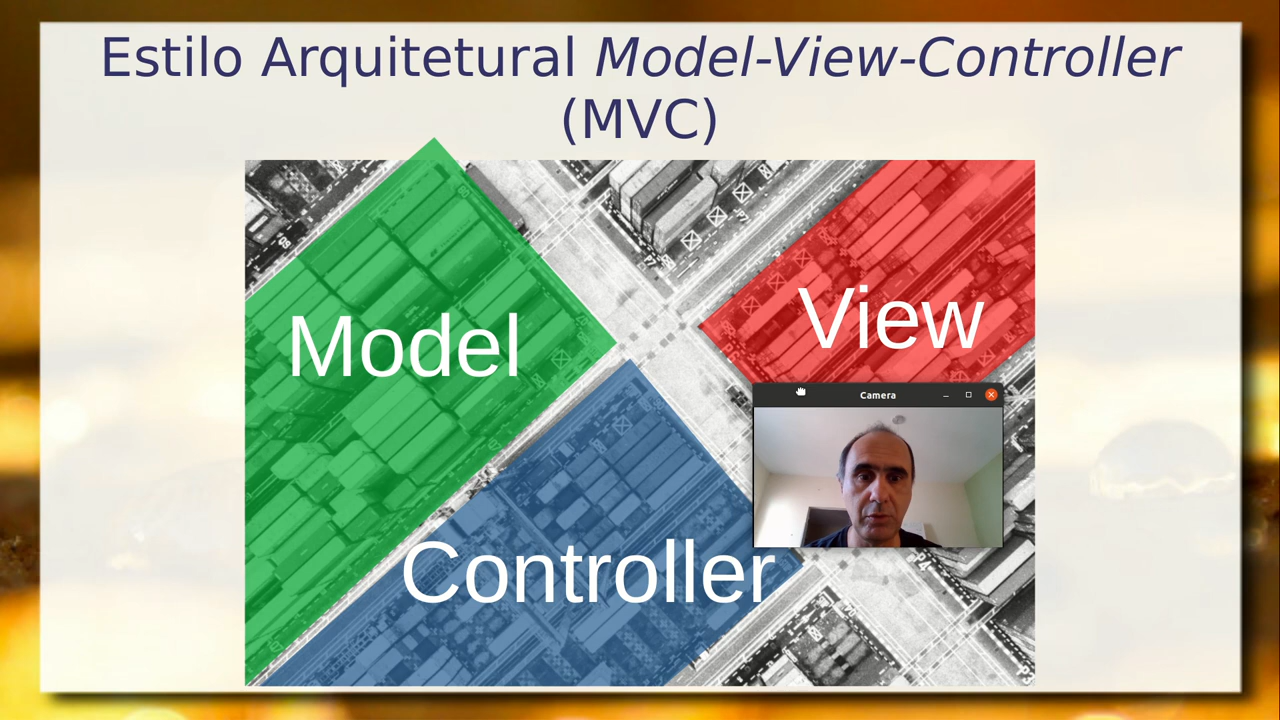 Estilo Arquitetural Model-View-Controller
(MVC)
View
Model
Camera
Controller